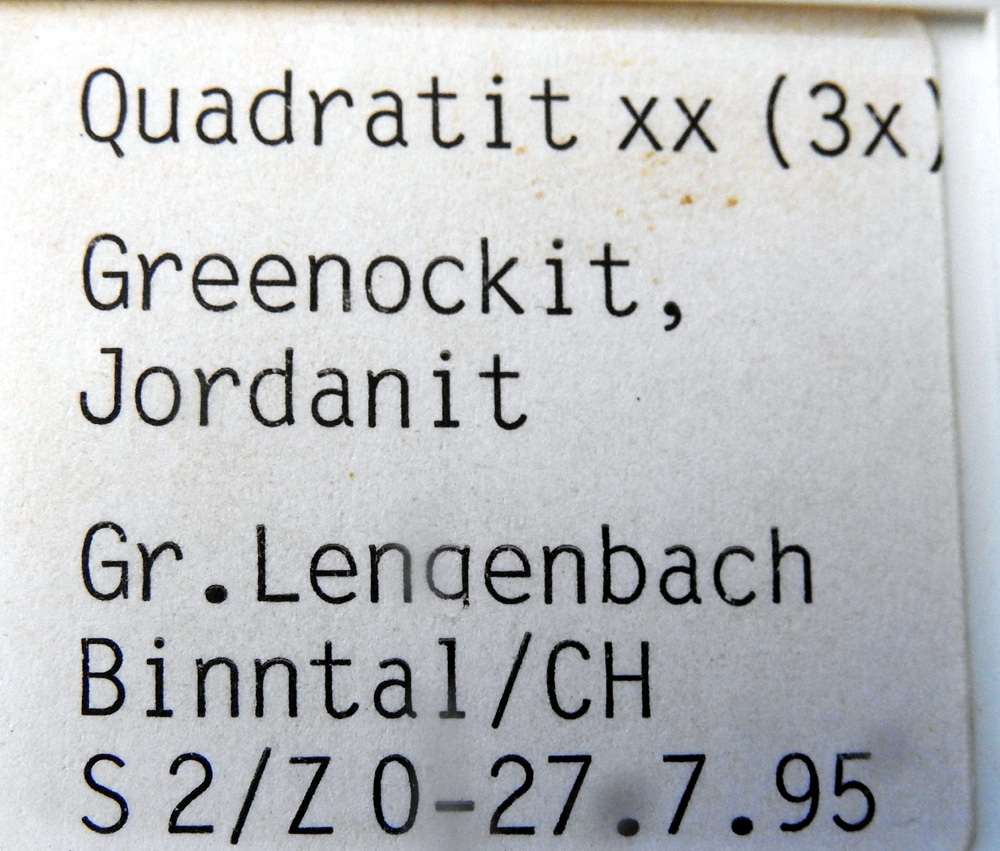 Quadratit xx (3x)
Greenockit,
Jordanit
Gr.Lengenbach
Binntal/CH
S 2/Z 0-27.7.95